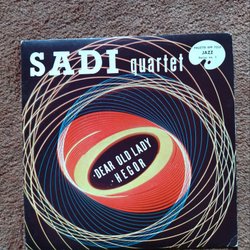 SADI quartet
JAZZ
DEAR OLD LADY
HEGOR